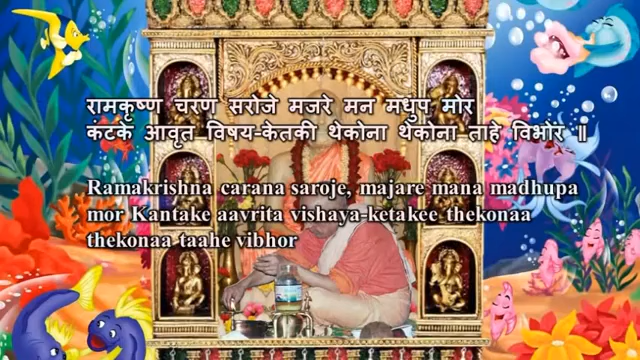 रामकृष्ण चरण सरोजे मजरे मन मधुप मोर
कंटके आवृत विषय-केतकी थेकोना थेकोना ताहे विभोर ॥
Ramakrishna carana saroje, majare mana madhupa
mor Kantake aavrita vishaya-ketakee thekonaa
thekonaa taahe vibhor